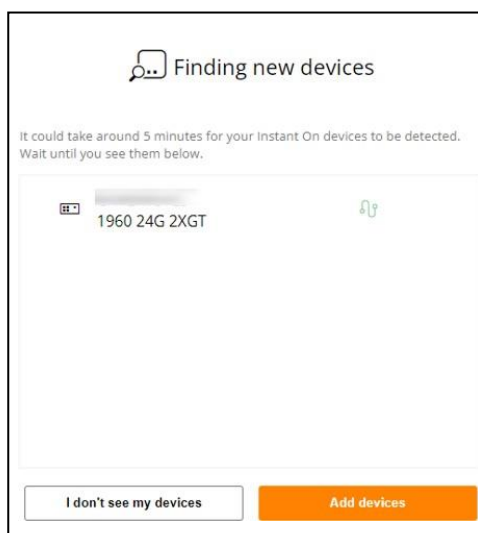 Finding new devices
It could take around 5 minutes for your Instant On devices to be detected.
Wait until you see them below.
1960 24G 2XGT
I don't see my devices
Add devices